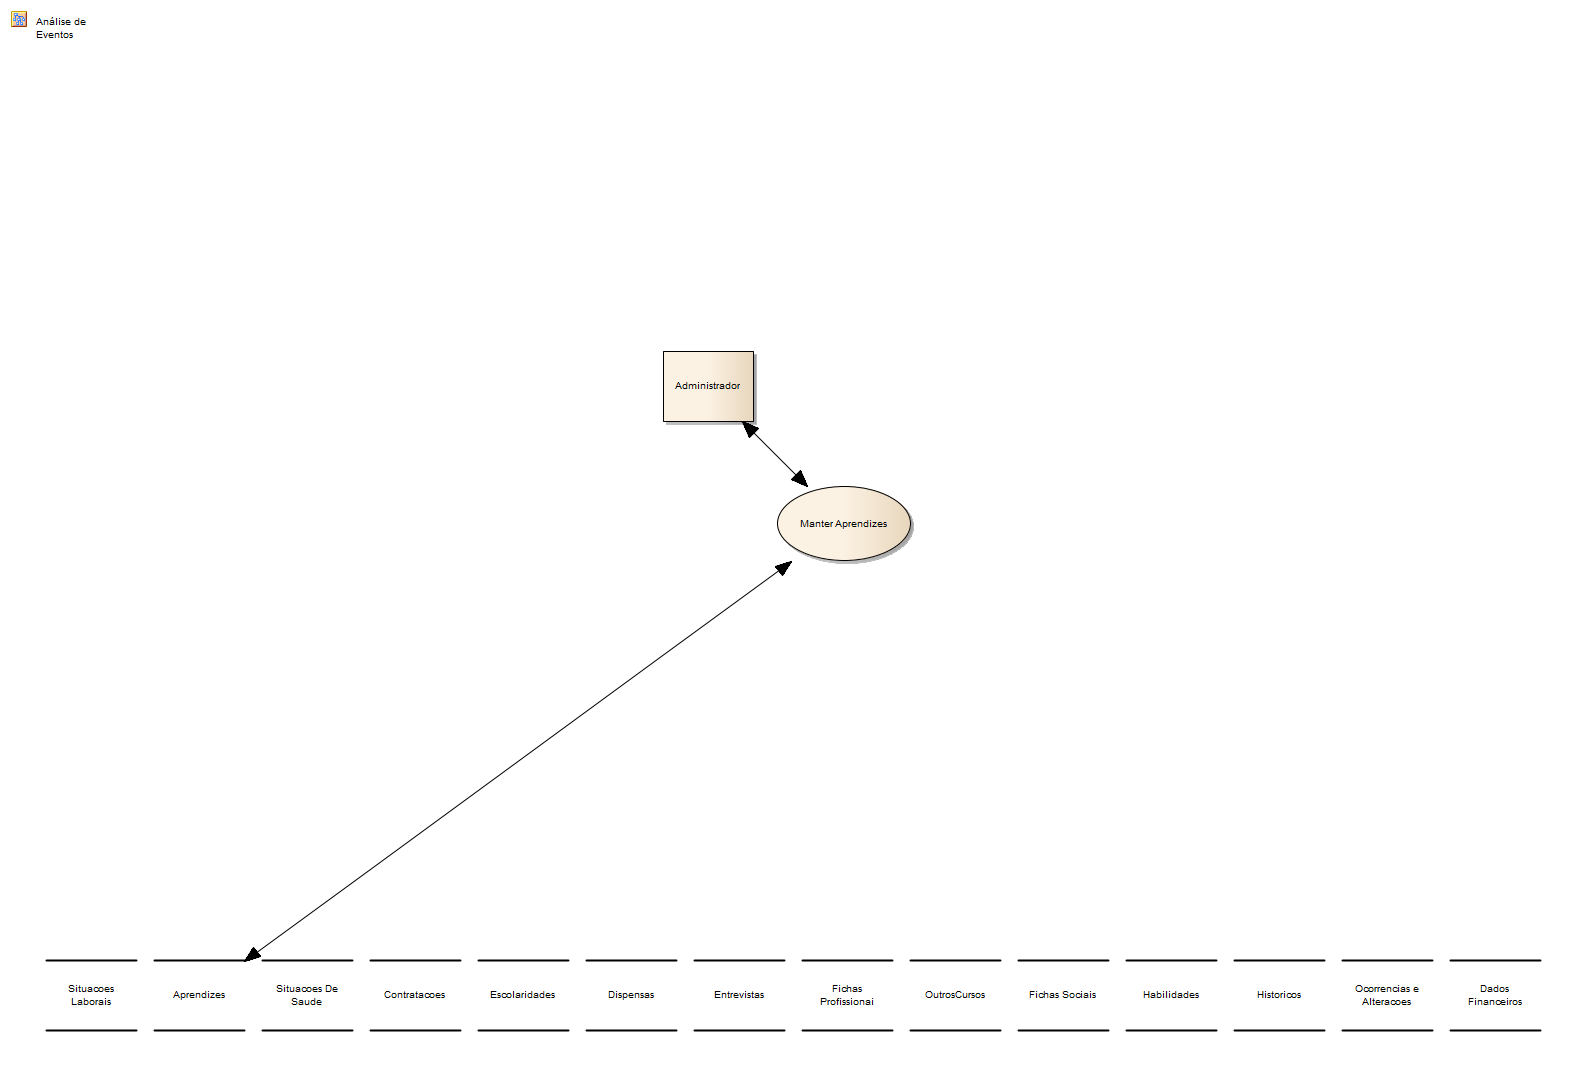 Análise de
Eventos
Administrador
Manter Aprendizes
Situacoes
Laborais
Aprendizes
Situacoes De
Saude
Contratacoes
Escolaridades
Dispensas
Entrevistas
Fichas
Profissionai
OutrosCursos
Fichas Sociais
Habilidades
Historicos
Ocorrencias e
Alteracoes
Dados
Financeiros